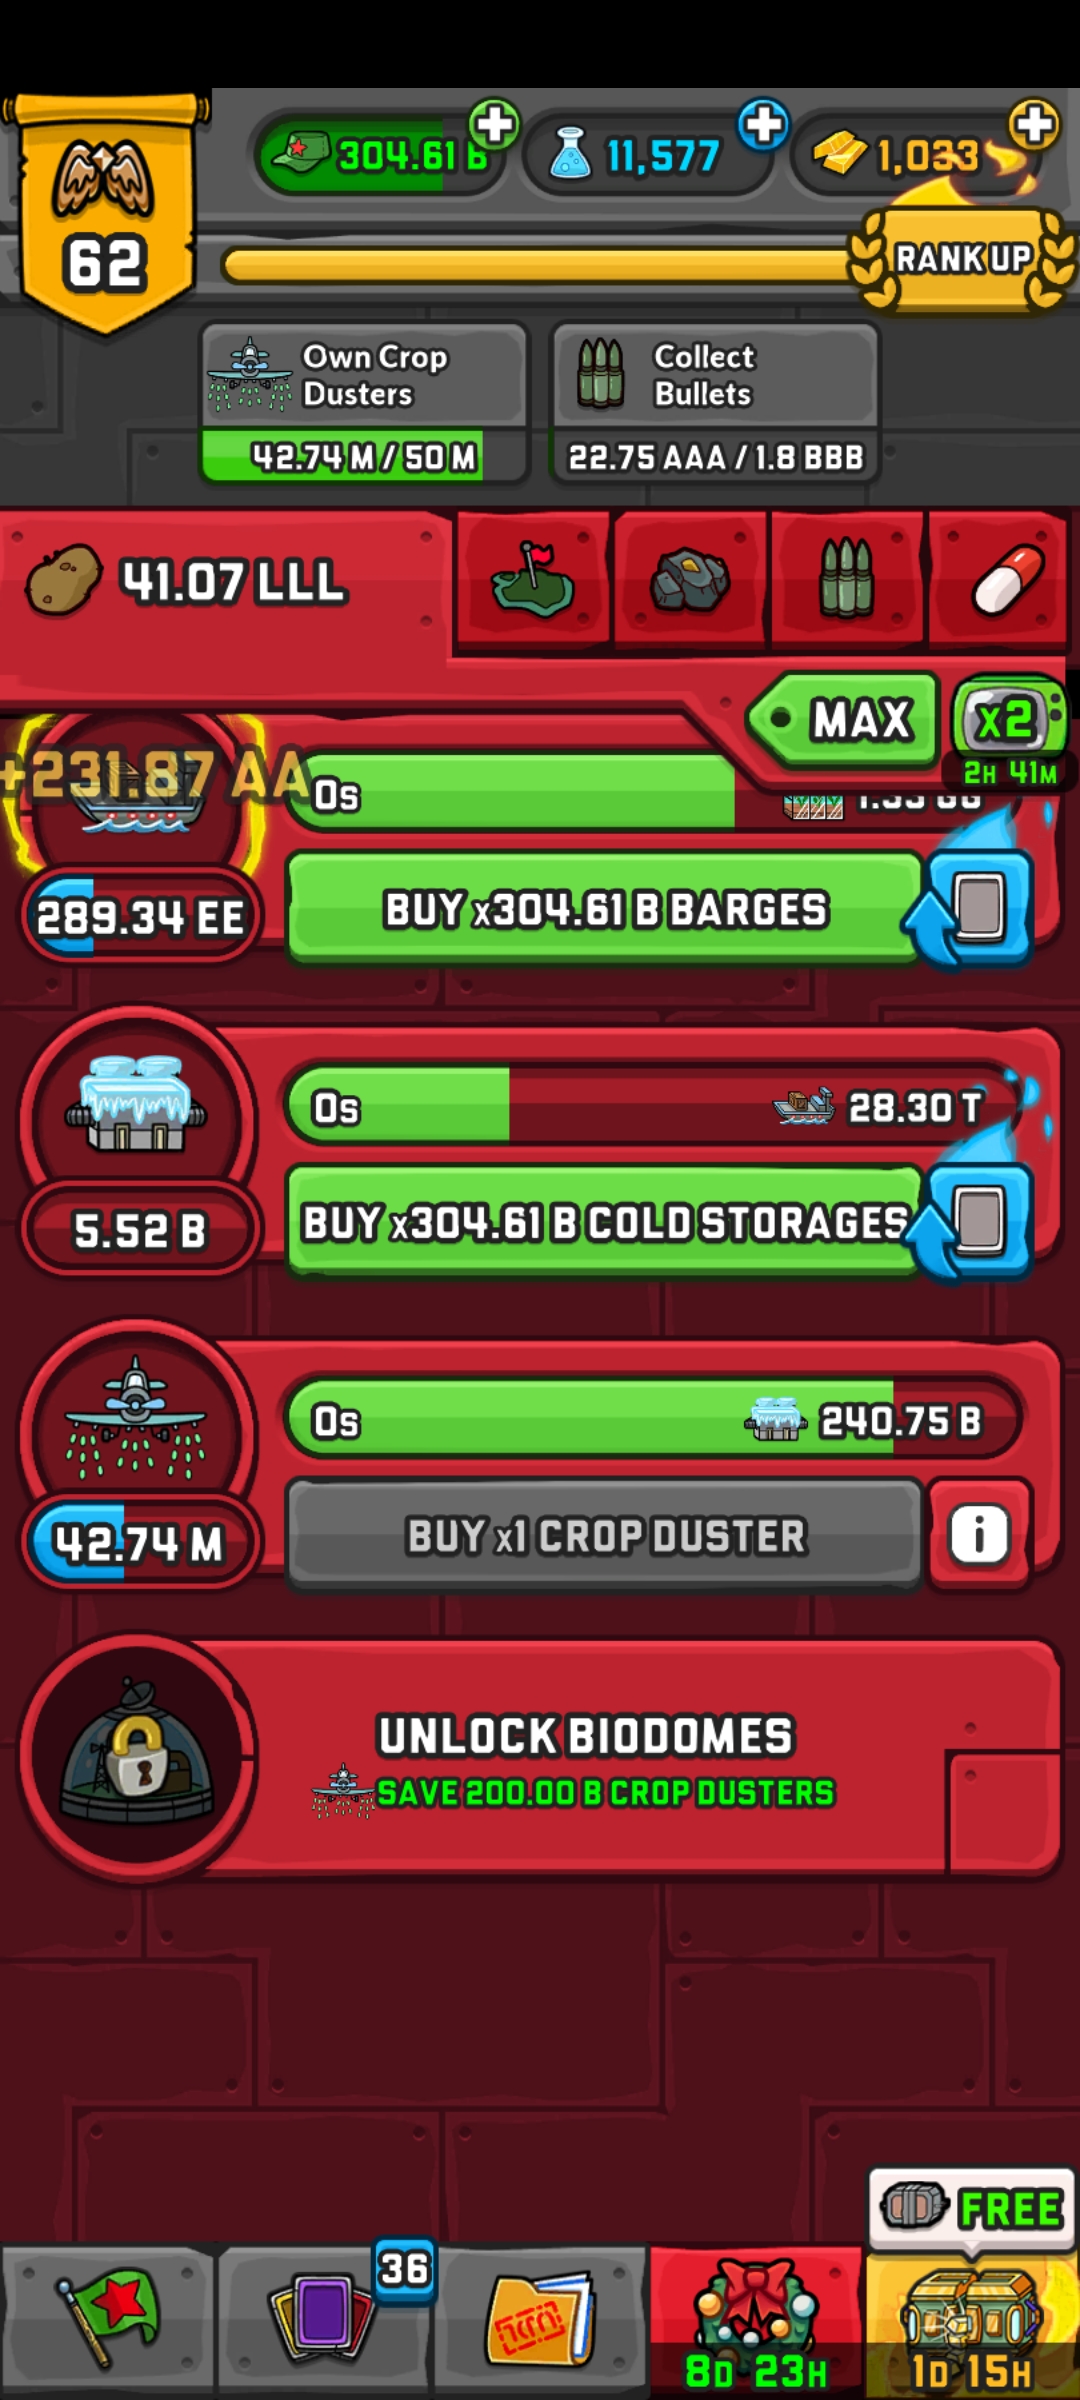 304.61 B
11,577
1,033
62
RANK UP
Own Crop
Dusters
42.74 M / 50 M
Collect
Bullets
22.75 AAA / 1.8 BBB
41.07 LLL
MAX
x2
2H 41M
+231.87 AA
0s
289.34 EE
BUY x304.61 B BARGES
0s
28.30 T
5.52 B
BUY x304.61 B COLD STORAGES
0s
240.75 B
42.74 M
BUY x1 CROP DUSTER
i
UNLOCK BIODOMES
SAVE 200.00 B CROP DUSTERS
FREE
36
8D 23H
1D 15H